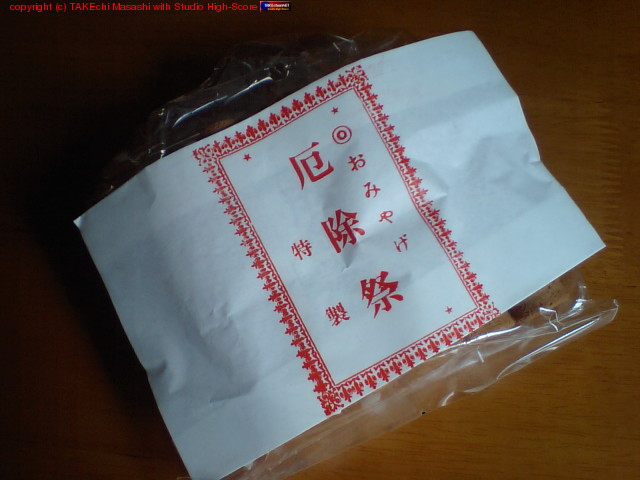 copyright (c) TAKEchi Masashi with Studio High-Score
◎おみやげ
厄除祭
特製